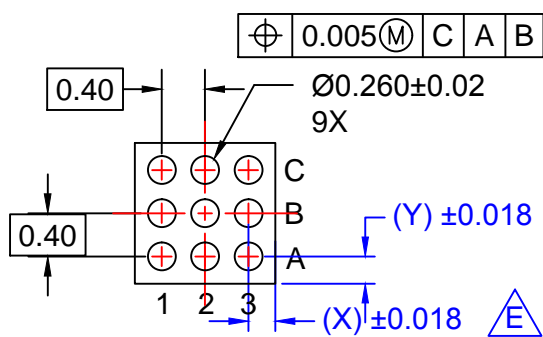 ⌖ 0.005Ⓜ C A B
0.40
Ø0.260±0.02
9X
C
B
0.40
(Y) ±0.018
A
1 2 3
(X) ±0.018
E